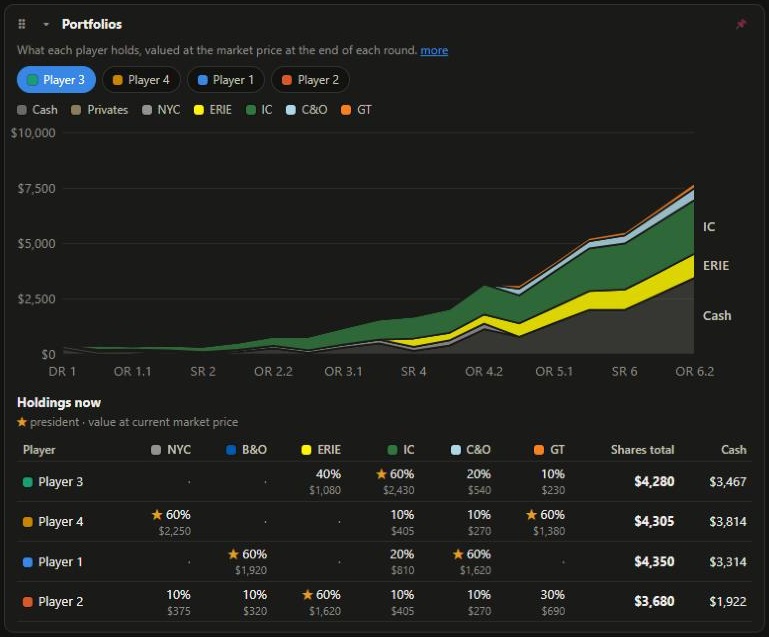 Portfolios
What each player holds, valued at the market price at the end of each round. more
Player 3 Player 4 Player 1 Player 2
Cash Privates NYC ERIE IC C&O GT
$10,000
$7,500
$5,000
$2,500
$0
IC
ERIE
Cash
DR 1 OR 1.1 SR 2 OR 2.2 OR 3.1 SR 4 OR 4.2 OR 5.1 SR 6 OR 6.2
Holdings now
★ president · value at current market price
Player NYC B&O ERIE IC C&O GT Shares total Cash
Player 3 · · 40% ★ 60% 20% 10% $4,280 $3,467
$1,080 $2,430 $540 $230
Player 4 ★ 60% · · 10% 10% ★ 60% $4,305 $3,814
$2,250 $405 $270 $1,380
Player 1 · ★ 60% · 20% ★ 60% · $4,350 $3,314
$1,920 $810 $1,620
Player 2 10% 10% ★ 60% 10% 10% 30% $3,680 $1,922
$375 $320 $1,620 $405 $270 $690